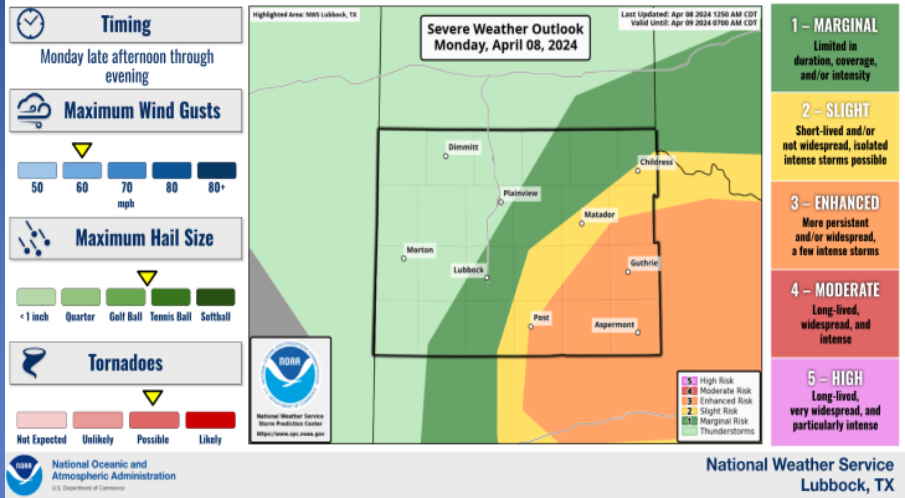 Timing
Monday late afternoon through
evening
Maximum Wind Gusts
50 60 70 80 80+
mph
Maximum Hail Size
< 1 inch Quarter Golf Ball Tennis Ball Softball
Tornadoes
Not Expected Unlikely Possible Likely
Highlighted Area: NWS Lubbock, TX
Severe Weather Outlook
Monday, April 08, 2024
Last Updated: Apr 08 2024 1250 AM CDT
Valid Until: Apr 09 2024 0700 AM CDT
Dimmitt
Childress
Plainview
Matador
Morton
Guthrie
Lubbock
Post
Aspermont
NOAA
National Weather Service
Storm Prediction Center
https://www.spc.noaa.gov
5 High Risk
4 Moderate Risk
3 Enhanced Risk
2 Slight Risk
1 Marginal Risk
Thunderstorms
1 – MARGINAL
Limited in
duration, coverage,
and/or intensity
2 – SLIGHT
Short-lived and/or
not widespread, isolated
intense storms possible
3 – ENHANCED
More persistent
and/or widespread,
a few intense storms
4 – MODERATE
Long-lived,
widespread, and
intense
5 – HIGH
Long-lived,
very widespread, and
particularly intense
NOAA
National Oceanic and
Atmospheric Administration
U.S. Department of Commerce
National Weather Service
Lubbock, TX